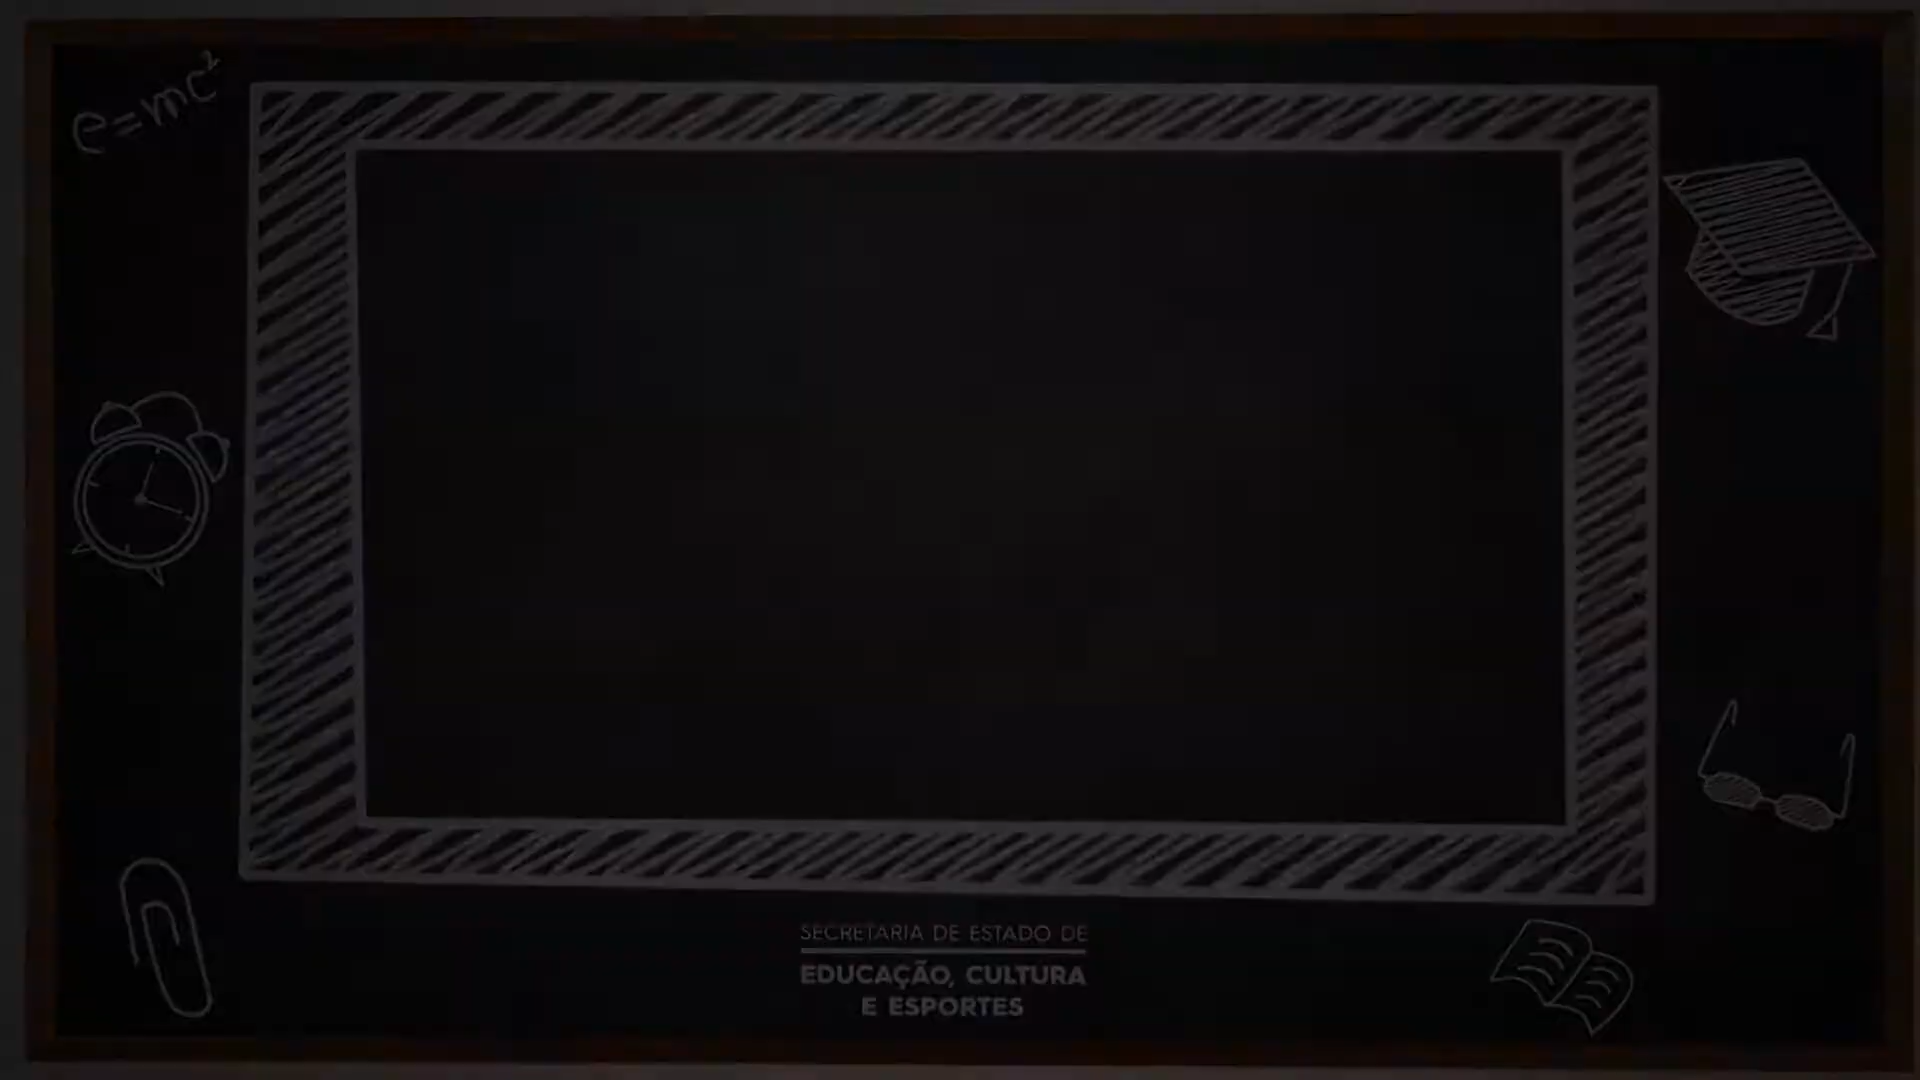 e=mc²
SECRETARIA DE ESTADO DE
EDUCAÇÃO, CULTURA
E ESPORTES